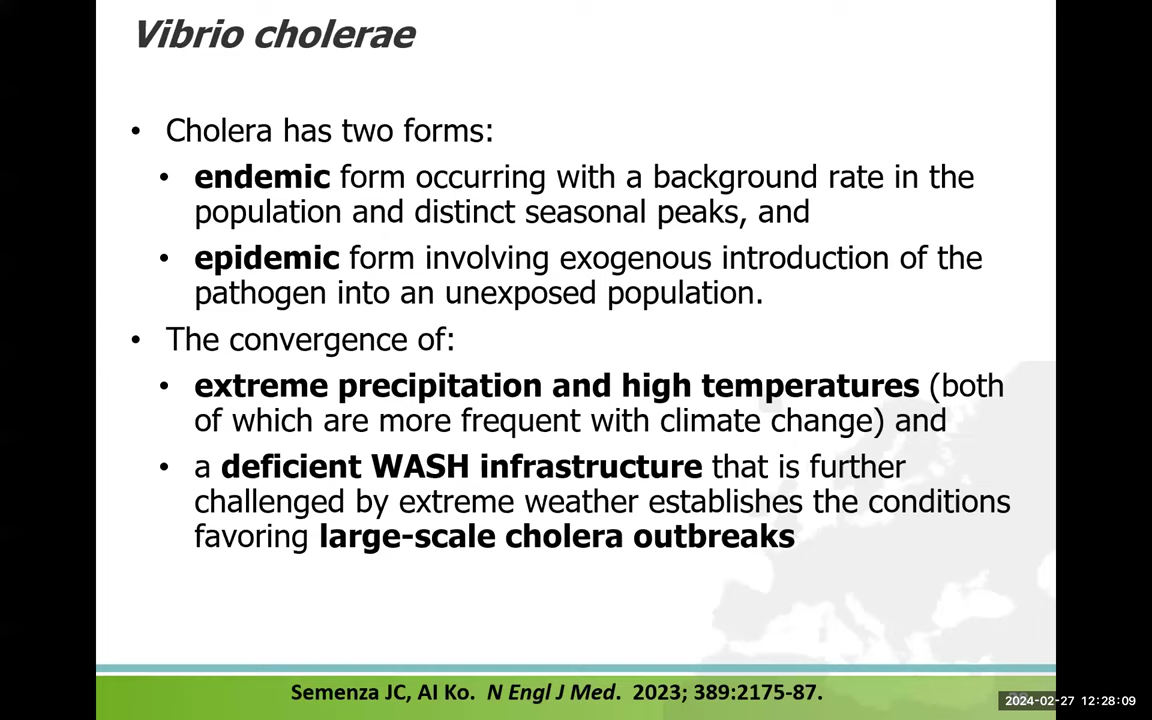 Vibrio cholerae
• Cholera has two forms:
• endemic form occurring with a background rate in the
population and distinct seasonal peaks, and
• epidemic form involving exogenous introduction of the
pathogen into an unexposed population.
• The convergence of:
• extreme precipitation and high temperatures (both
of which are more frequent with climate change) and
• a deficient WASH infrastructure that is further
challenged by extreme weather establishes the conditions
favoring large-scale cholera outbreaks
Semenza JC, AI Ko. N Engl J Med. 2023; 389:2175-87.
2024-02-27 12:28:09